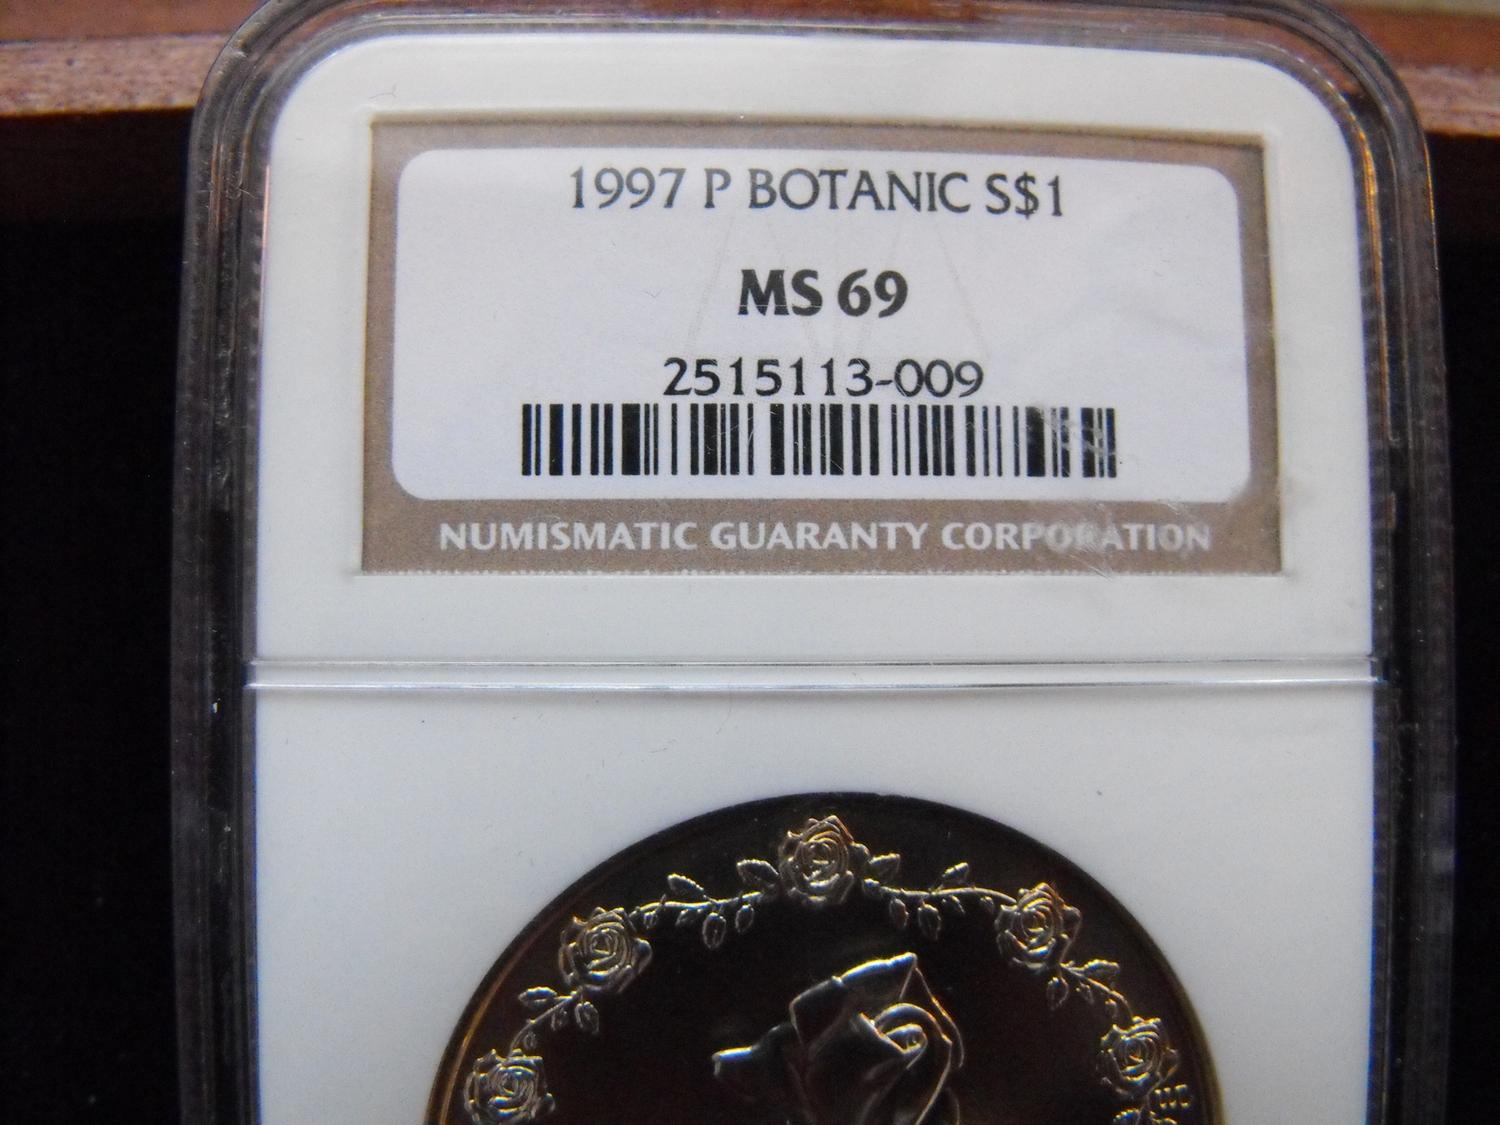 1997 P BOTANIC S$1
MS 69
2515113-009
NUMISMATIC GUARANTY CORPORATION